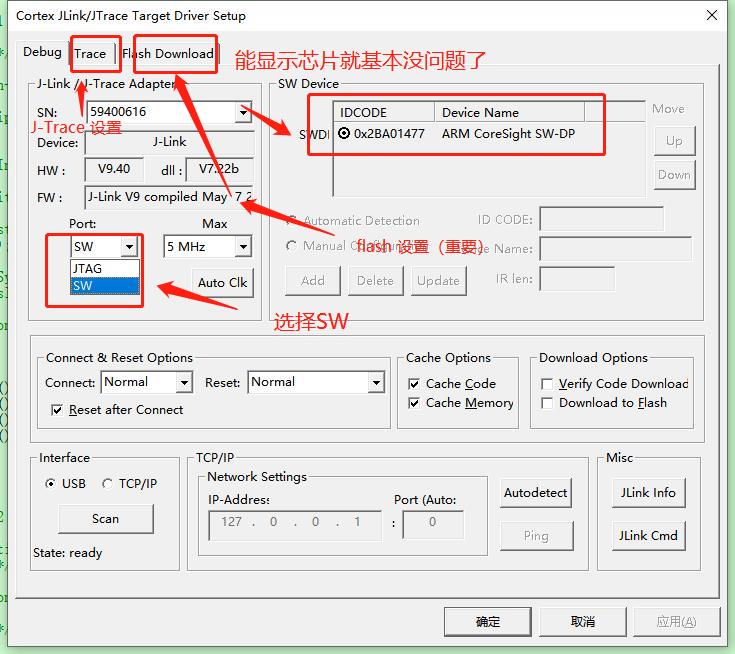 Cortex JLink/JTrace Target Driver Setup
Debug Trace Flash Download
能显示芯片就基本没问题了
J-Link / J-Trace Adapter
SN: 59400616
J-Trace 设置
Device: J-Link
HW : V9.40 dll : V7.22b
FW : J-Link V9 compiled May 7 2
Port: Max
SW 5 MHz
JTAG
SW
Auto Clk
选择SW
SW Device
IDCODE Device Name
SWDI 0x2BA01477 ARM CoreSight SW-DP
Move
Up
Down
Automatic Detection ID CODE:
Manual
flash 设置（重要）
Name:
Add Delete Update IR len:
Connect & Reset Options
Connect: Normal Reset: Normal
Reset after Connect
Cache Options
Cache Code
Cache Memory
Download Options
Verify Code Download
Download to Flash
Interface
USB TCP/IP
Scan
State: ready
TCP/IP
Network Settings
IP-Address Port (Auto:
127 . 0 . 0 . 1 : 0
Autodetect
Ping
Misc
JLink Info
JLink Cmd
确定 取消 应用(A)